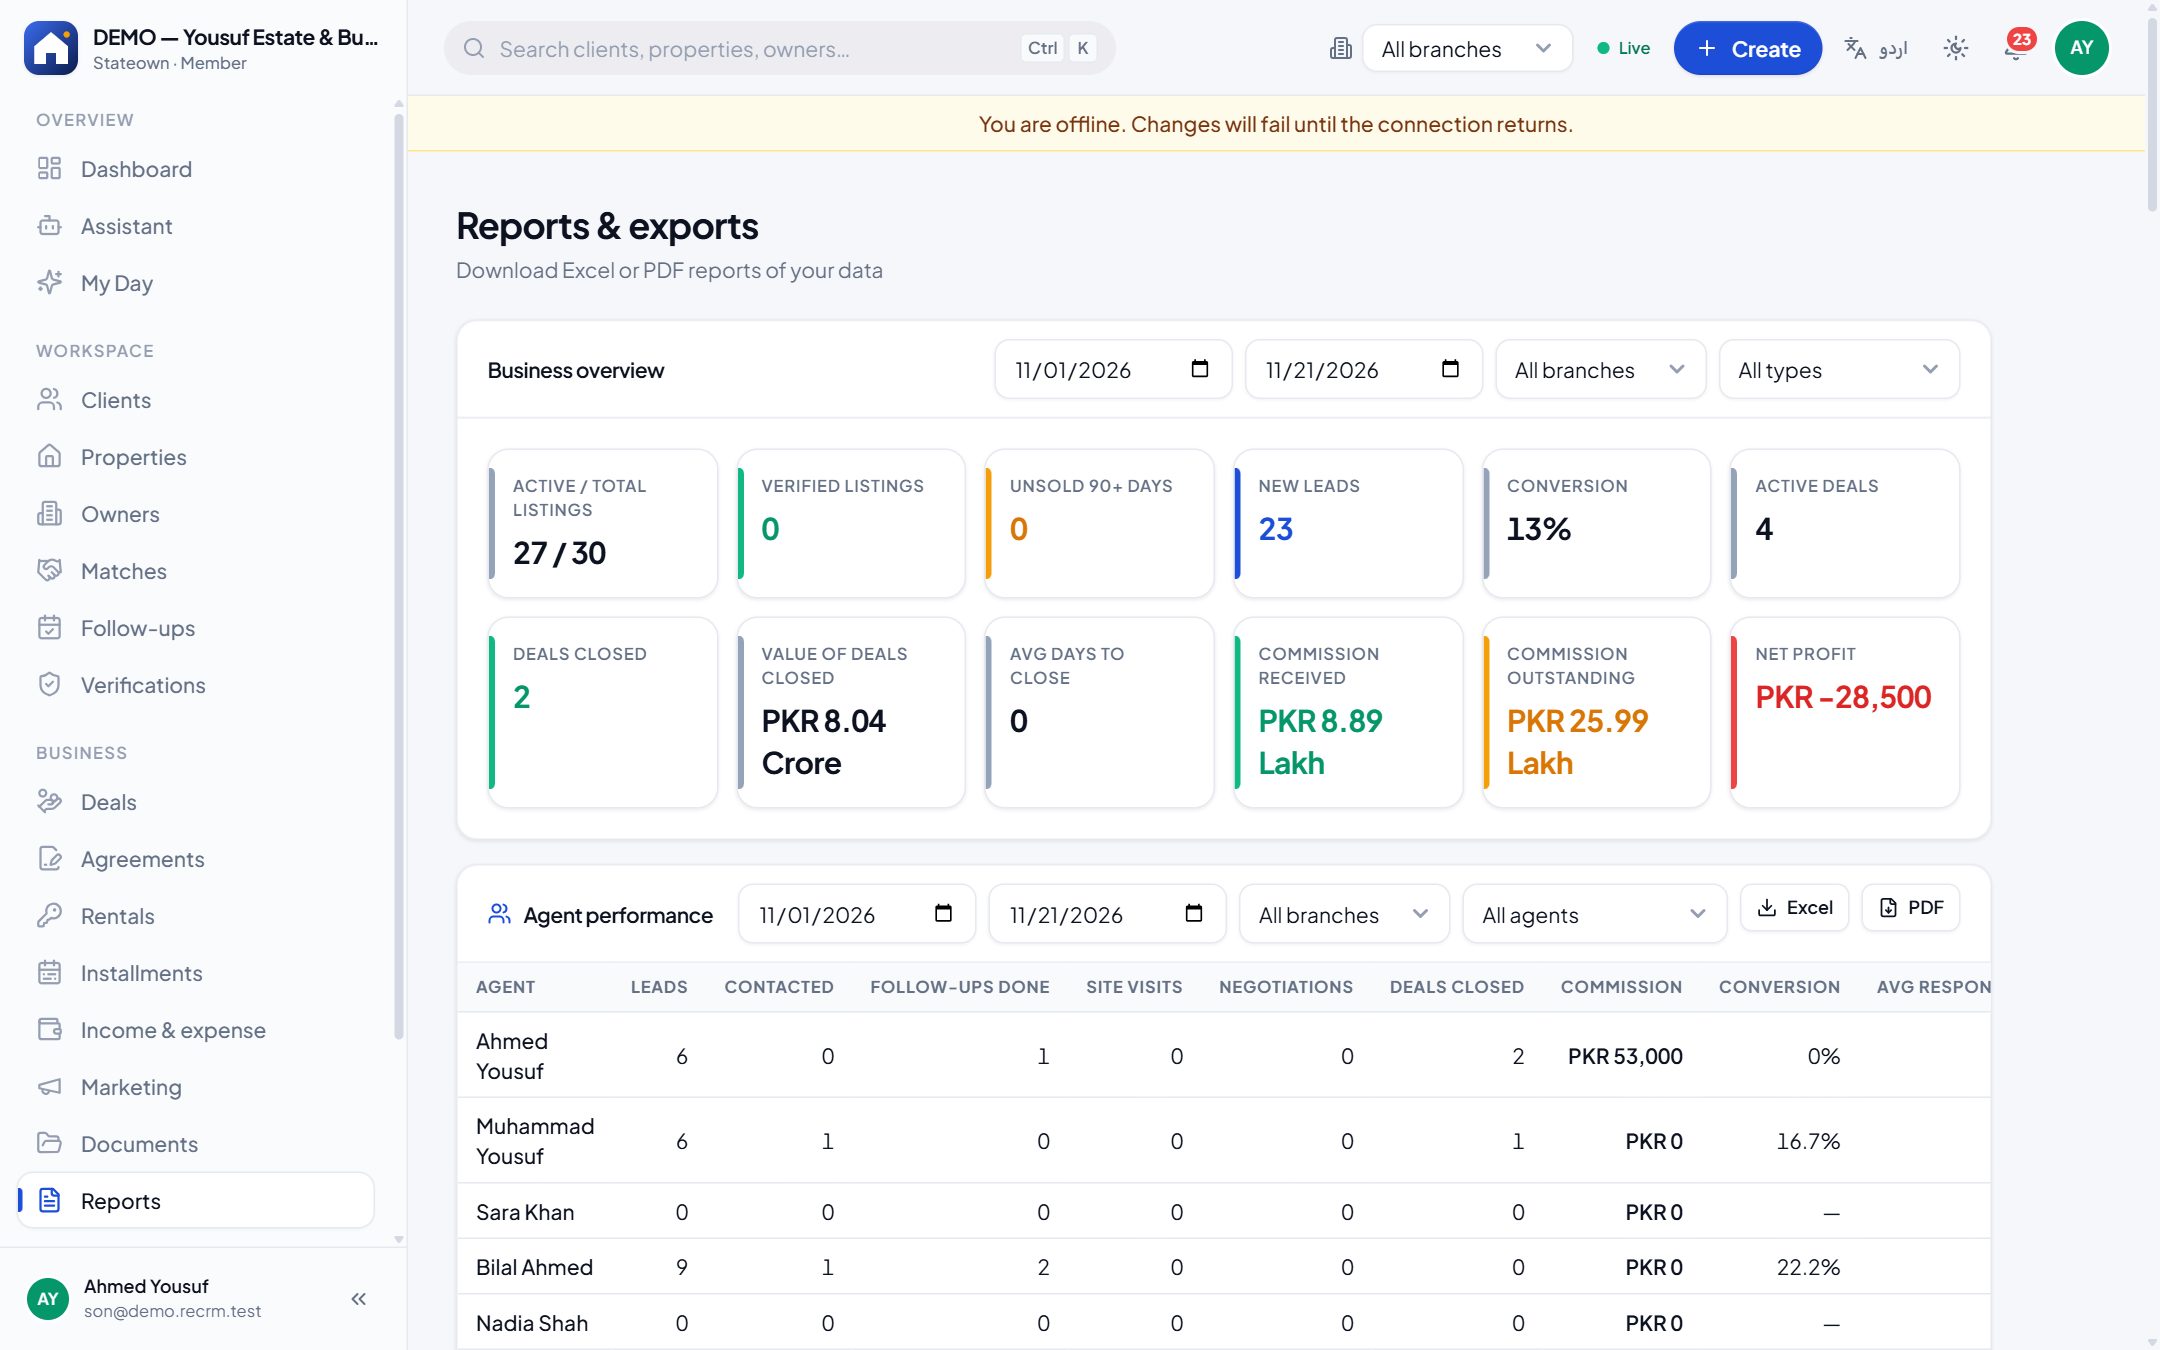 DEMO — Yousuf Estate & Bu...
Stateown · Member
Search clients, properties, owners...
Ctrl K
All branches
Live
+ Create
اردو
23
AY
You are offline. Changes will fail until the connection returns.
OVERVIEW
Dashboard
Assistant
My Day
WORKSPACE
Clients
Properties
Owners
Matches
Follow-ups
Verifications
BUSINESS
Deals
Agreements
Rentals
Installments
Income & expense
Marketing
Documents
Reports
AY
Ahmed Yousuf
son@demo.recrm.test
Reports & exports
Download Excel or PDF reports of your data
Business overview
11/01/2026
11/21/2026
All branches
All types
ACTIVE / TOTAL LISTINGS
27 / 30
VERIFIED LISTINGS
0
UNSOLD 90+ DAYS
0
NEW LEADS
23
CONVERSION
13%
ACTIVE DEALS
4
DEALS CLOSED
2
VALUE OF DEALS CLOSED
PKR 8.04 Crore
AVG DAYS TO CLOSE
0
COMMISSION RECEIVED
PKR 8.89 Lakh
COMMISSION OUTSTANDING
PKR 25.99 Lakh
NET PROFIT
PKR -28,500
Agent performance
11/01/2026
11/21/2026
All branches
All agents
Excel
PDF
AGENT LEADS CONTACTED FOLLOW-UPS DONE SITE VISITS NEGOTIATIONS DEALS CLOSED COMMISSION CONVERSION AVG RESPON
Ahmed Yousuf 6 0 1 0 0 2 PKR 53,000 0%
Muhammad Yousuf 6 1 0 0 0 1 PKR 0 16.7%
Sara Khan 0 0 0 0 0 0 PKR 0 —
Bilal Ahmed 9 1 2 0 0 0 PKR 0 22.2%
Nadia Shah 0 0 0 0 0 0 PKR 0 —